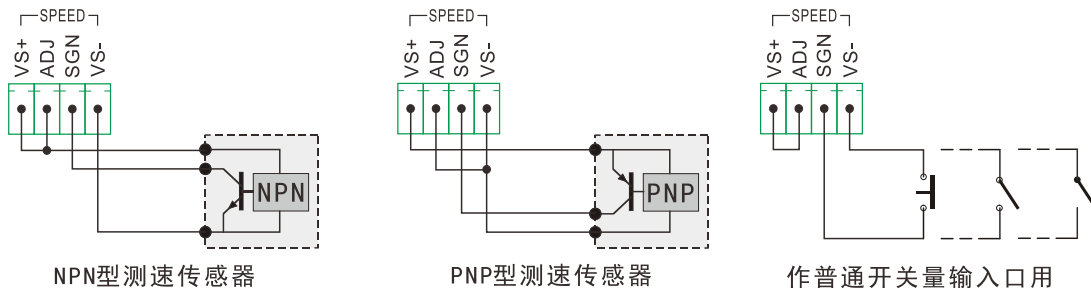 SPEED
VS+ ADJ SGN VS-
NPN
NPN型测速传感器
SPEED
VS+ ADJ SGN VS-
PNP
PNP型测速传感器
SPEED
VS+ ADJ SGN VS-
作普通开关量输入口用